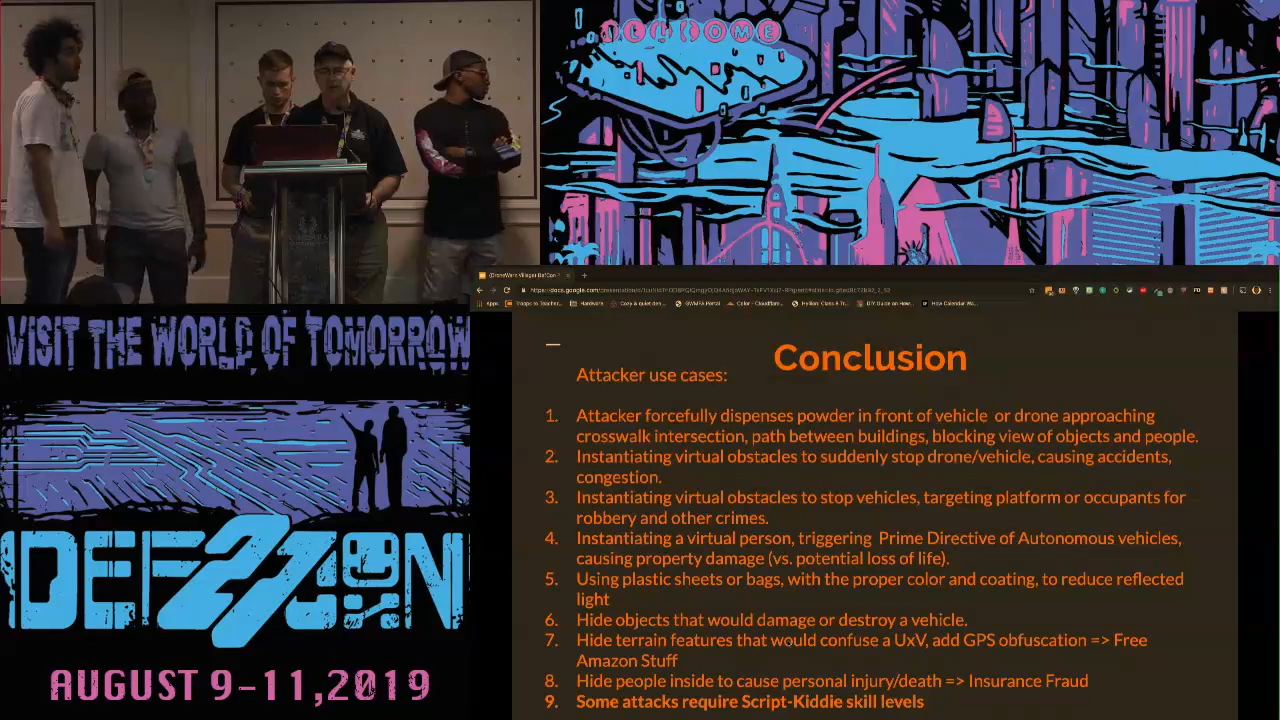 WELCOME
VISIT THE WORLD OF TOMORROW
DEFCON
27
AUGUST 9-11,2019
Apps
Hardware
GWMFA Portal
Conclusion
Attacker use cases:
1. Attacker forcefully dispenses powder in front of vehicle or drone approaching
crosswalk intersection, path between buildings, blocking view of objects and people.
2. Instantiating virtual obstacles to suddenly stop drone/vehicle, causing accidents,
congestion.
3. Instantiating virtual obstacles to stop vehicles, targeting platform or occupants for
robbery and other crimes.
4. Instantiating a virtual person, triggering Prime Directive of Autonomous vehicles,
causing property damage (vs. potential loss of life).
5. Using plastic sheets or bags, with the proper color and coating, to reduce reflected
light
6. Hide objects that would damage or destroy a vehicle.
7. Hide terrain features that would confuse a UxV, add GPS obfuscation => Free
Amazon Stuff
8. Hide people inside to cause personal injury/death => Insurance Fraud
9. Some attacks require Script-Kiddie skill levels